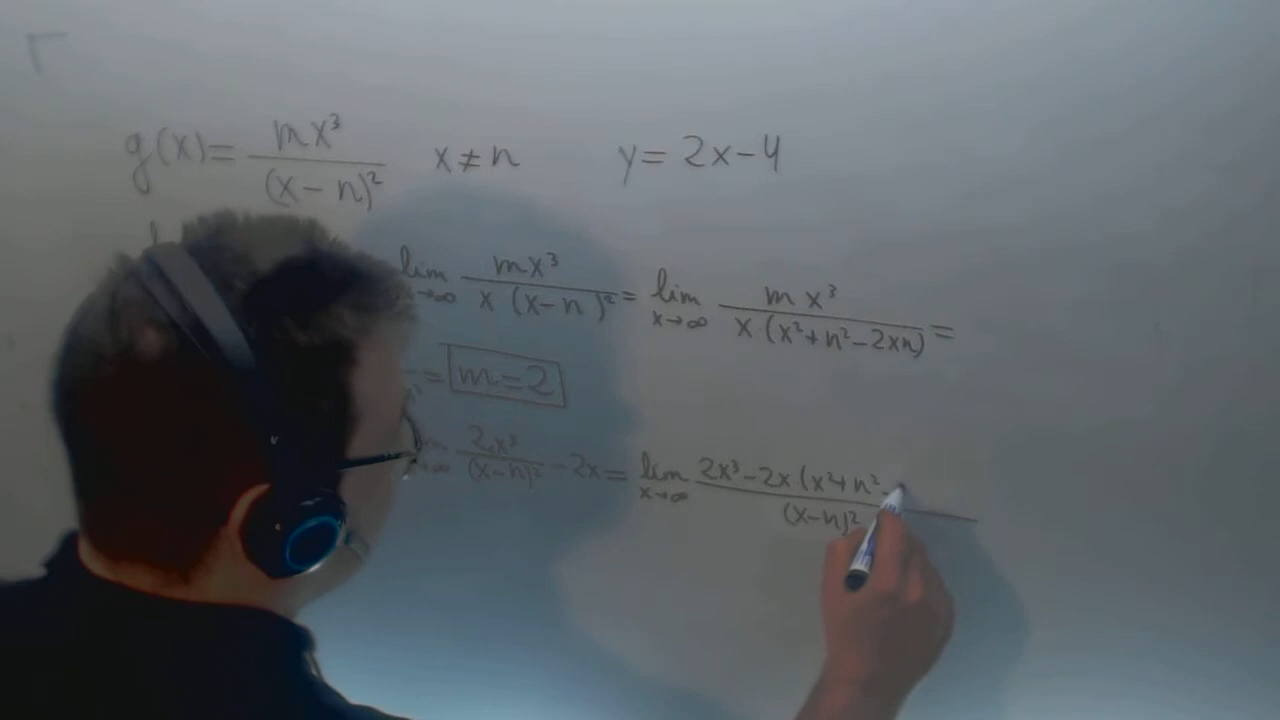 g(x)= mx³/(x-n)² x≠n y=2x-4
lim x→∞ mx³/(x(x-n)²) = lim x→∞ mx³/(x·(x²+n²-2xn)) =
= m=2
2x³/(x-n)² -2x = lim x→∞ (2x³-2x(x²+n²-)/(x-n)²